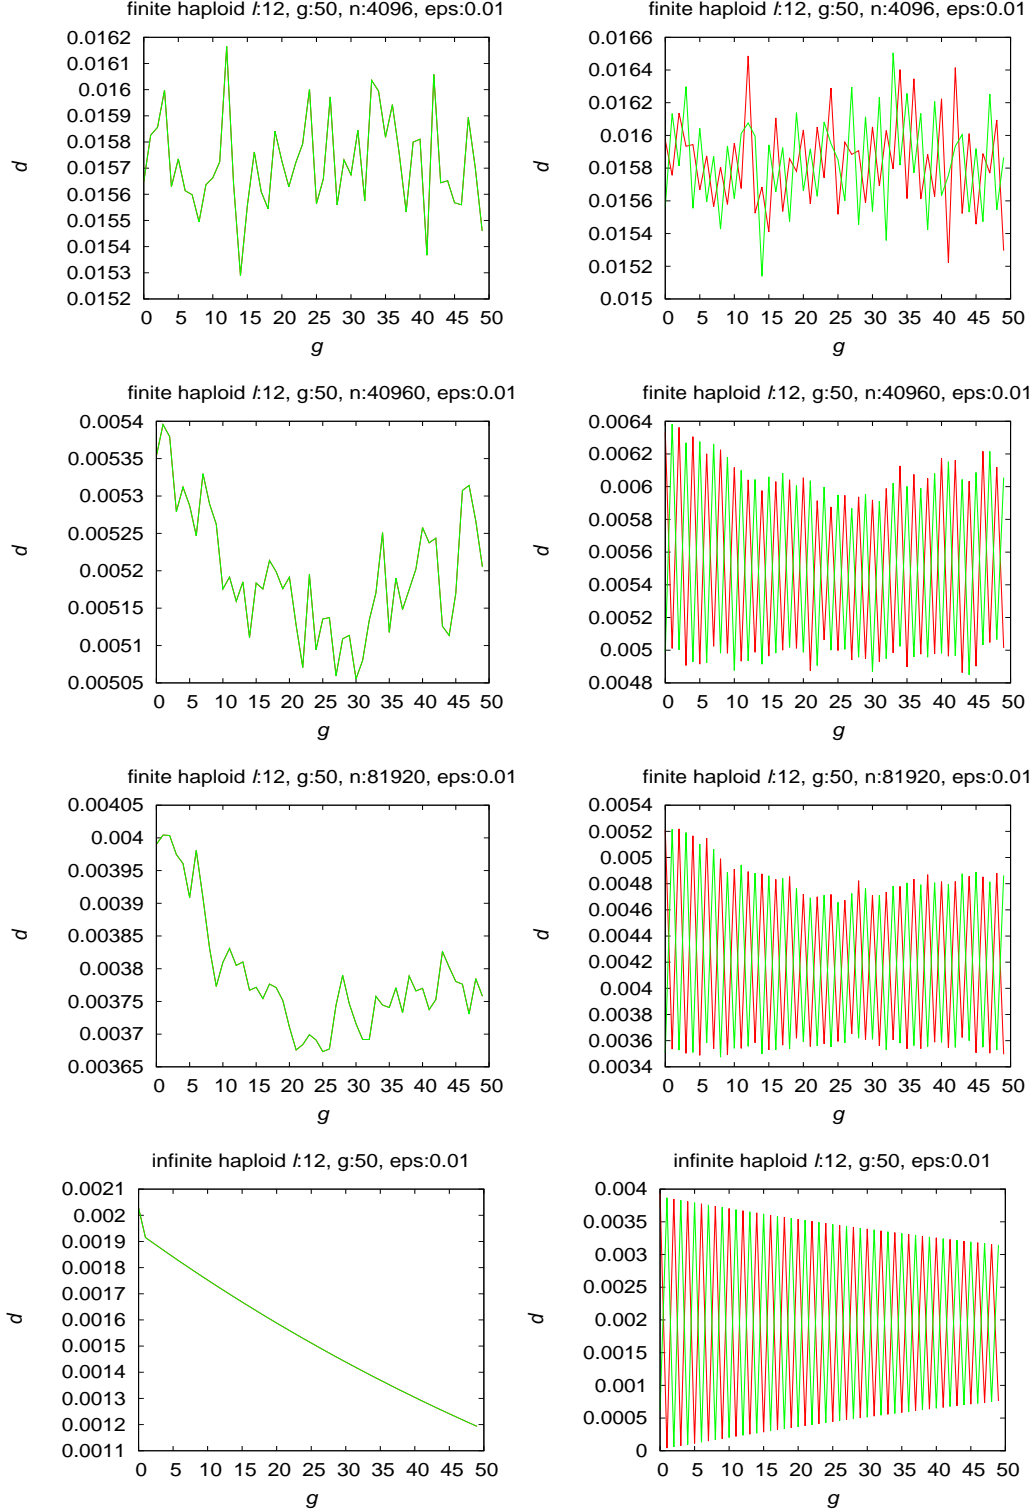 finite haploid l:12, g:50, n:4096, eps:0.01
0.0162
0.0161
0.016
0.0159
0.0158
0.0157
0.0156
0.0155
0.0154
0.0153
0.0152
d
0 5 10 15 20 25 30 35 40 45 50
g
finite haploid l:12, g:50, n:4096, eps:0.01
0.0166
0.0164
0.0162
0.016
0.0158
0.0156
0.0154
0.0152
0.015
d
0 5 10 15 20 25 30 35 40 45 50
g
finite haploid l:12, g:50, n:40960, eps:0.01
0.0054
0.00535
0.0053
0.00525
0.0052
0.00515
0.0051
0.00505
d
0 5 10 15 20 25 30 35 40 45 50
g
finite haploid l:12, g:50, n:40960, eps:0.01
0.0064
0.0062
0.006
0.0058
0.0056
0.0054
0.0052
0.005
0.0048
d
0 5 10 15 20 25 30 35 40 45 50
g
finite haploid l:12, g:50, n:81920, eps:0.01
0.00405
0.004
0.00395
0.0039
0.00385
0.0038
0.00375
0.0037
0.00365
d
0 5 10 15 20 25 30 35 40 45 50
g
finite haploid l:12, g:50, n:81920, eps:0.01
0.0054
0.0052
0.005
0.0048
0.0046
0.0044
0.0042
0.004
0.0038
0.0036
0.0034
d
0 5 10 15 20 25 30 35 40 45 50
g
infinite haploid l:12, g:50, eps:0.01
0.0021
0.002
0.0019
0.0018
0.0017
0.0016
0.0015
0.0014
0.0013
0.0012
0.0011
d
0 5 10 15 20 25 30 35 40 45 50
g
infinite haploid l:12, g:50, eps:0.01
0.004
0.0035
0.003
0.0025
0.002
0.0015
0.001
0.0005
0
d
0 5 10 15 20 25 30 35 40 45 50
g